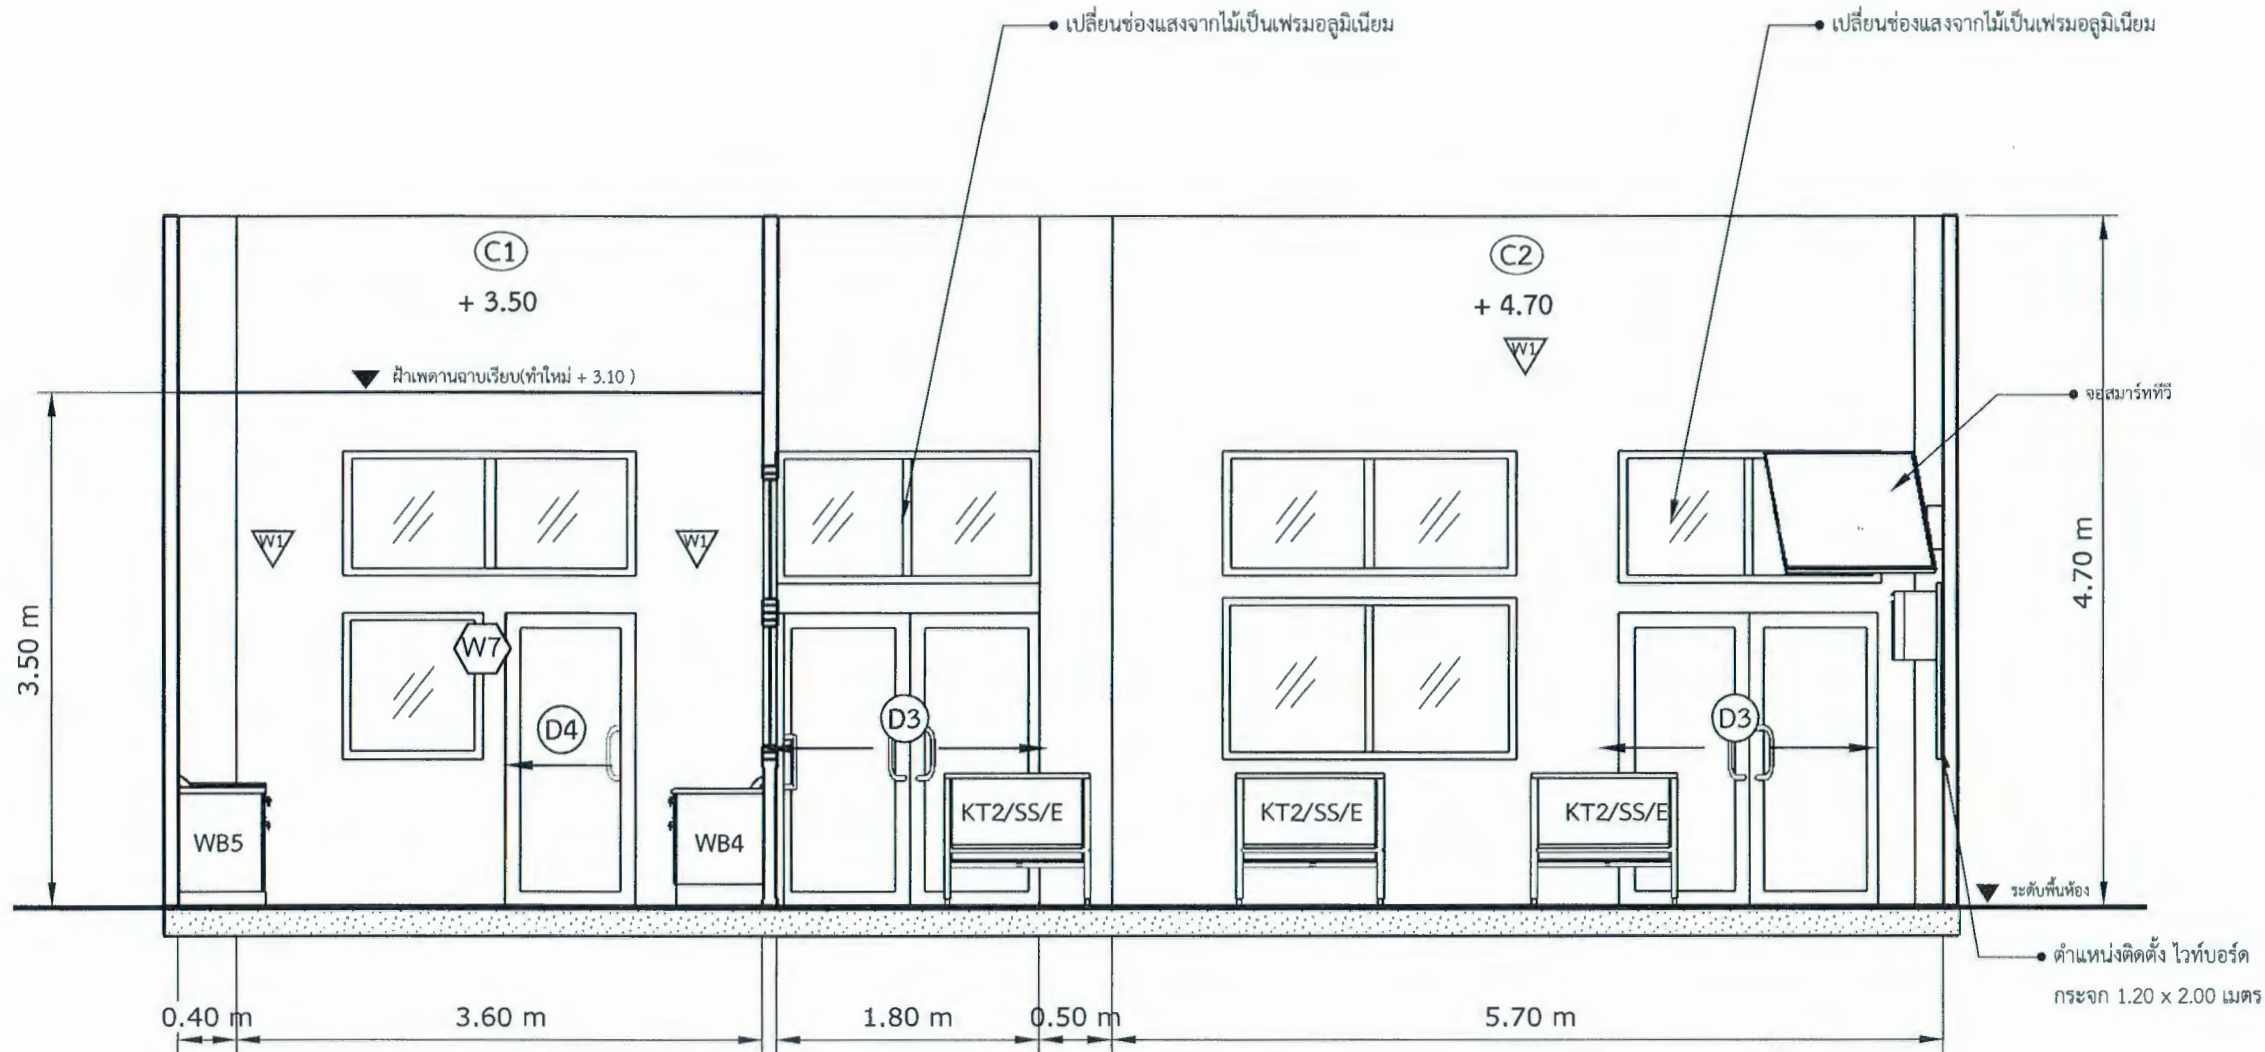 เปลี่ยนช่องแสงจากไม้เป็นเฟรมอลูมิเนียม
เปลี่ยนช่องแสงจากไม้เป็นเฟรมอลูมิเนียม
C1
+ 3.50
C2
+ 4.70
W1
ฝ้าเพดานฉาบเรียบ(ทำใหม่ + 3.10 )
จอสมาร์ททีวี
W1
W1
3.50 m
4.70 m
W7
D4
D3
D3
WB5
WB4
KT2/SS/E
KT2/SS/E
KT2/SS/E
ระดับพื้นห้อง
ตำแหน่งติดตั้ง ไวท์บอร์ด
กระจก 1.20 x 2.00 เมตร
0.40 m
3.60 m
1.80 m
0.50 m
5.70 m